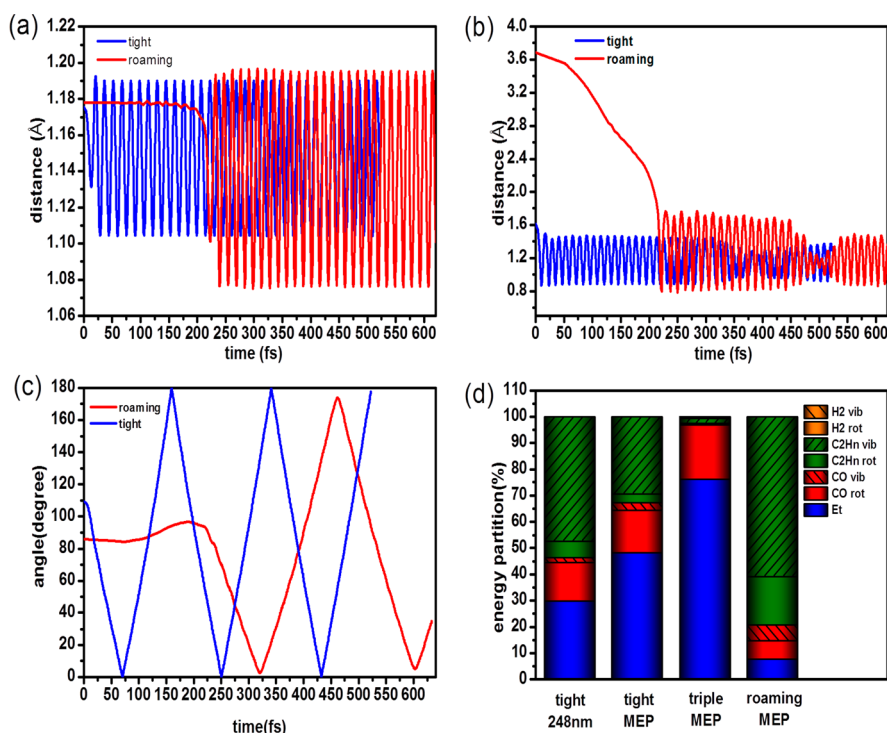 (a)
1.22
1.20
1.18
1.16
1.14
1.12
1.10
1.08
1.06
distance (Å)
tight
roaming
0 50 100 150 200 250 300 350 400 450 500 550 600
time (fs)
(b)
4.0
3.6
3.2
2.8
2.4
2.0
1.6
1.2
0.8
distance (Å)
tight
roaming
0 50 100 150 200 250 300 350 400 450 500 550 600
time (fs)
(c)
180
160
140
120
100
80
60
40
20
0
angle(degree)
roaming
tight
0 50 100 150 200 250 300 350 400 450 500 550 600
time(fs)
(d)
110
100
90
80
70
60
50
40
30
20
10
0
energy partition(%)
H2 vib
H2 rot
C2Hn vib
C2Hn rot
CO vib
CO rot
Et
tight tight triple roaming
248nm MEP MEP MEP